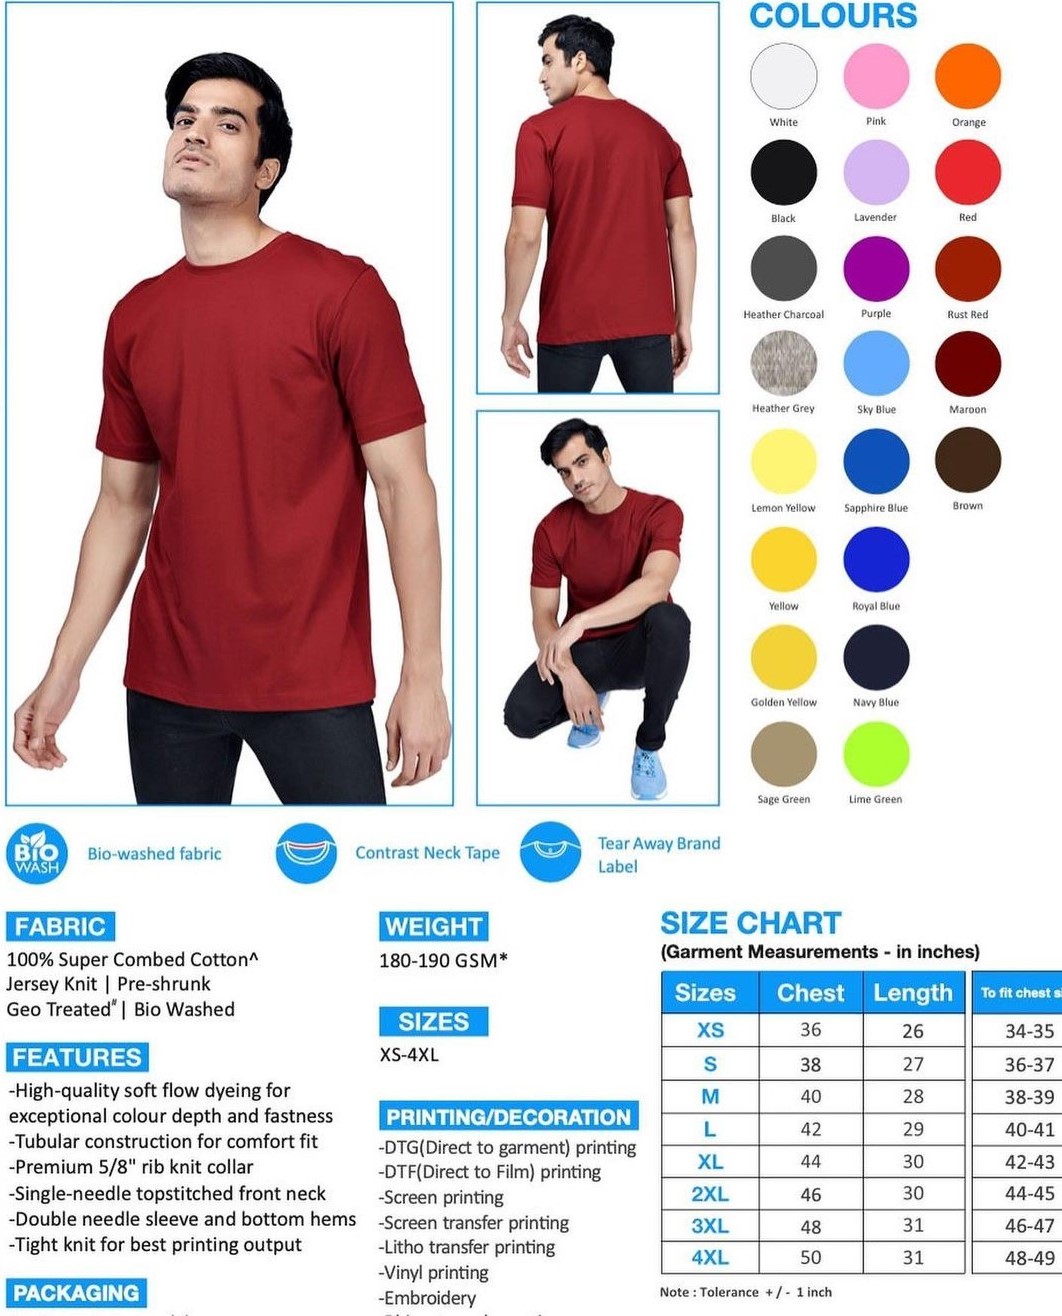 COLOURS
White
Pink
Orange
Black
Lavender
Red
Heather Charcoal
Purple
Rust Red
Heather Grey
Sky Blue
Maroon
Lemon Yellow
Sapphire Blue
Brown
Yellow
Royal Blue
Golden Yellow
Navy Blue
Sage Green
Lime Green
BIO
WASH
Bio-washed fabric
Contrast Neck Tape
Tear Away Brand
Label
FABRIC
100% Super Combed Cotton^
Jersey Knit | Pre-shrunk
Geo Treated# | Bio Washed
FEATURES
-High-quality soft flow dyeing for
exceptional colour depth and fastness
-Tubular construction for comfort fit
-Premium 5/8" rib knit collar
-Single-needle topstitched front neck
-Double needle sleeve and bottom hems
-Tight knit for best printing output
PACKAGING
WEIGHT
180-190 GSM*
SIZES
XS-4XL
PRINTING/DECORATION
-DTG(Direct to garment) printing
-DTF(Direct to Film) printing
-Screen printing
-Screen transfer printing
-Litho transfer printing
-Vinyl printing
-Embroidery
SIZE CHART
(Garment Measurements - in inches)
Sizes Chest Length To fit chest
XS 36 26 34-35
S 38 27 36-37
M 40 28 38-39
L 42 29 40-41
XL 44 30 42-43
2XL 46 30 44-45
3XL 48 31 46-47
4XL 50 31 48-49
Note : Tolerance + / - 1 inch